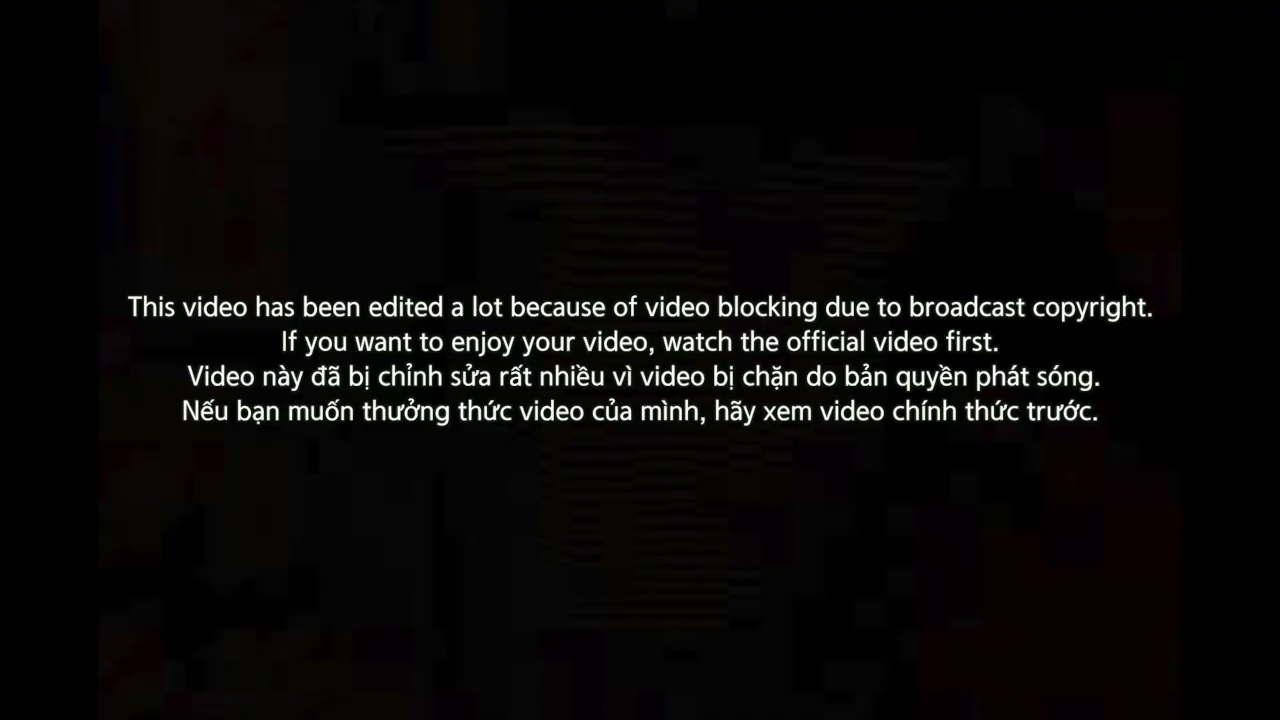 This video has been edited a lot because of video blocking due to broadcast copyright.
If you want to enjoy your video, watch the official video first.
Video này đã bị chỉnh sửa rất nhiều vì video bị chặn do bản quyền phát sóng.
Nếu bạn muốn thưởng thức video của mình, hãy xem video chính thức trước.